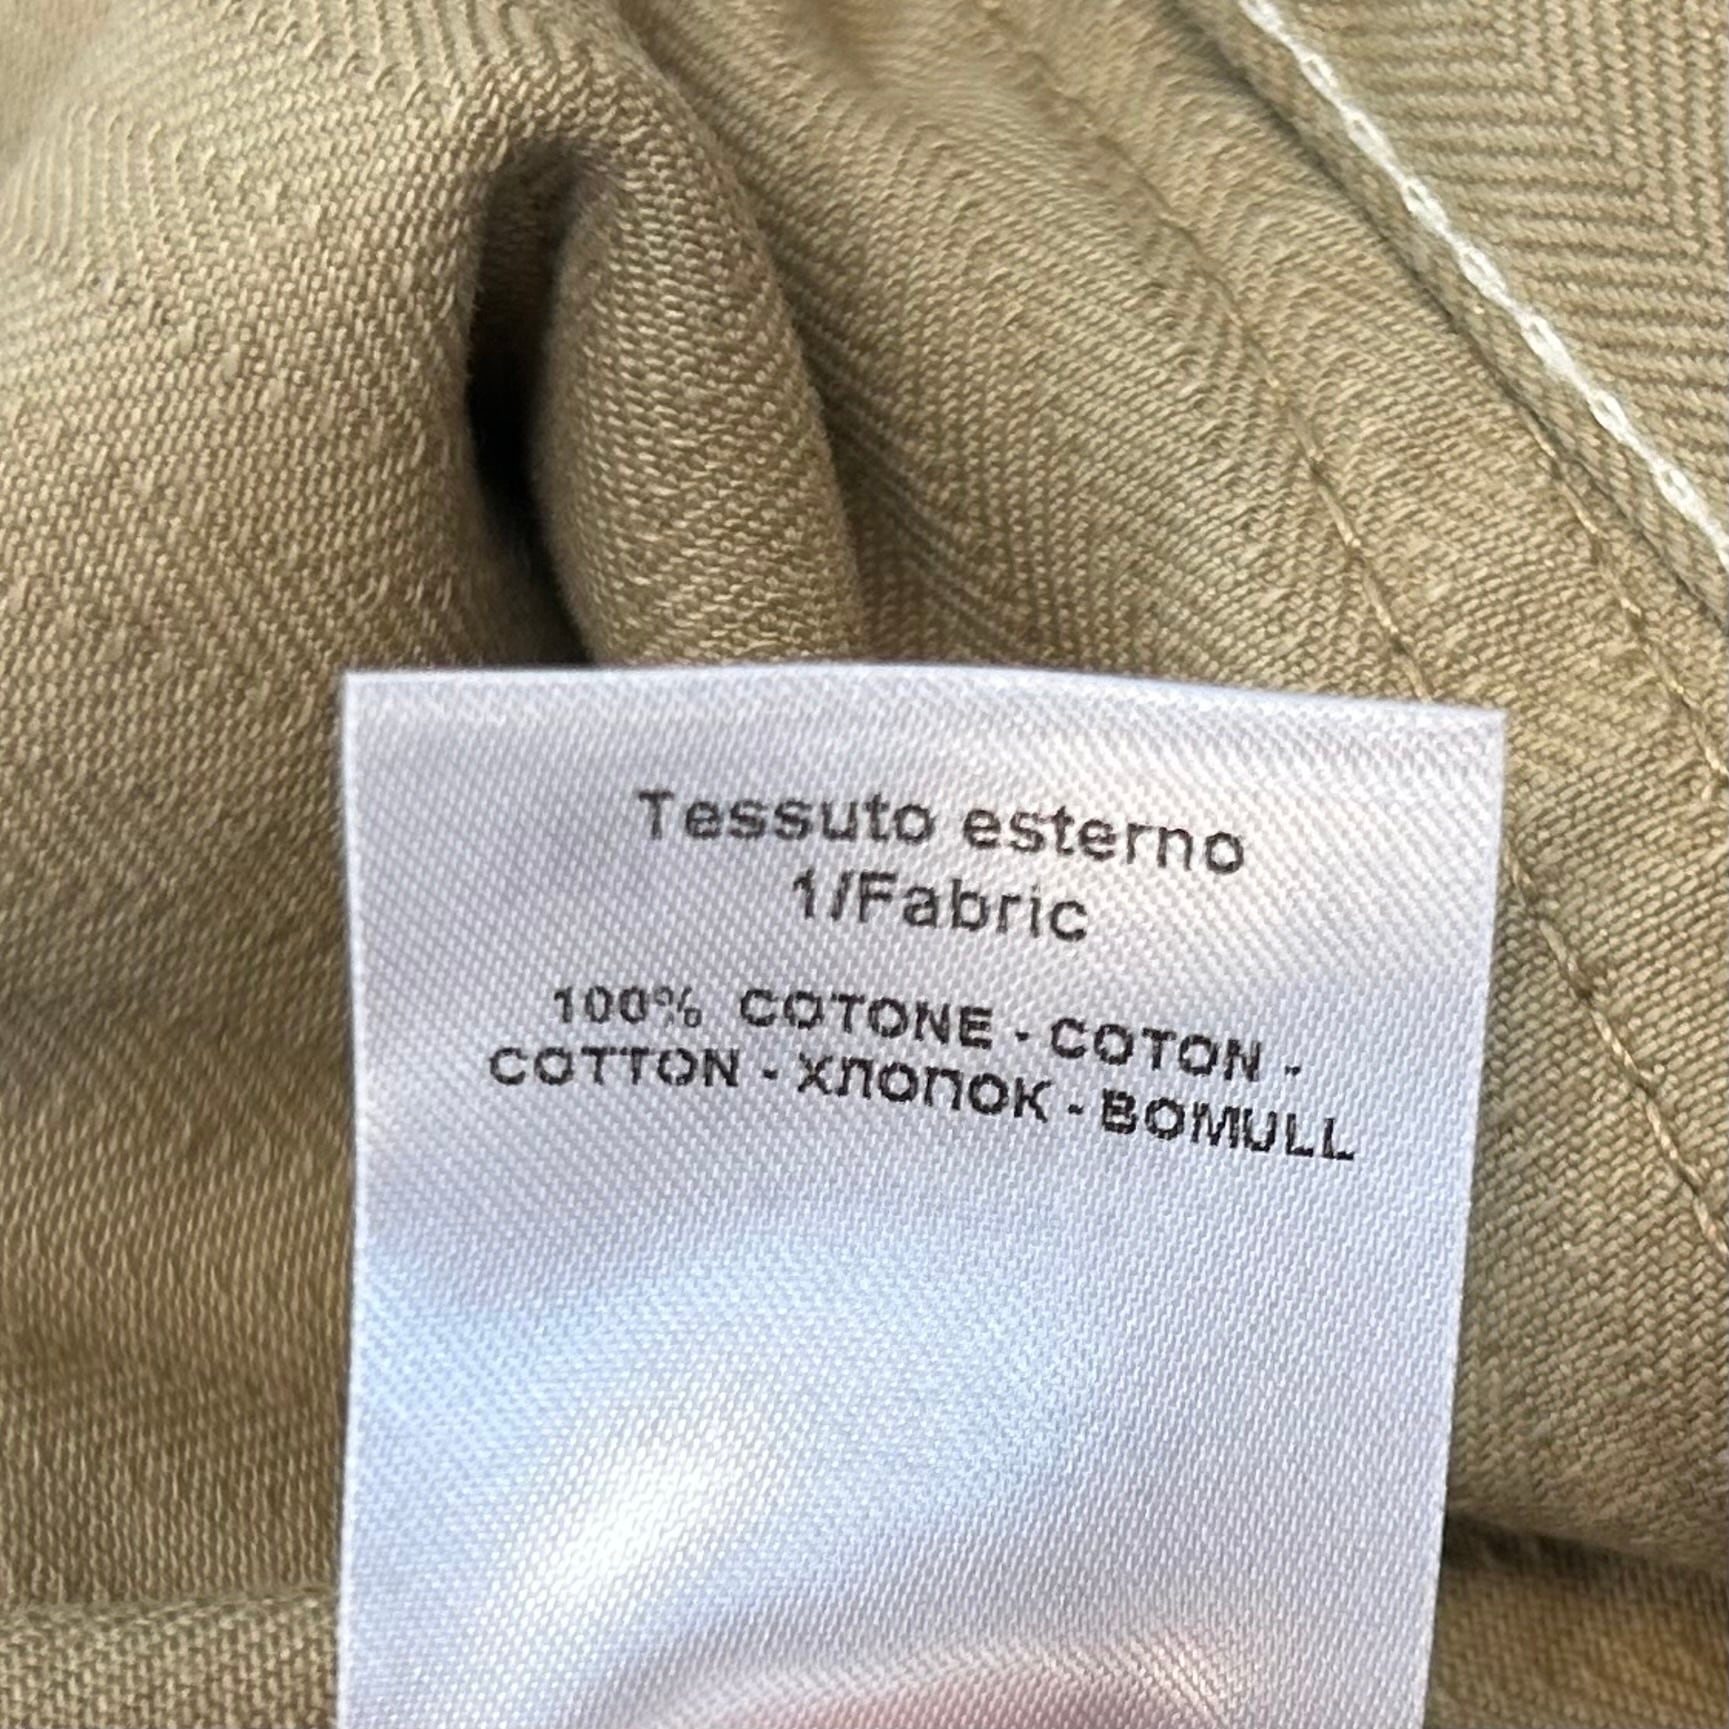 Tessuto esterno
1/Fabric
100% COTONE - COTON -
COTTON - ХЛОПОК - BOMULL